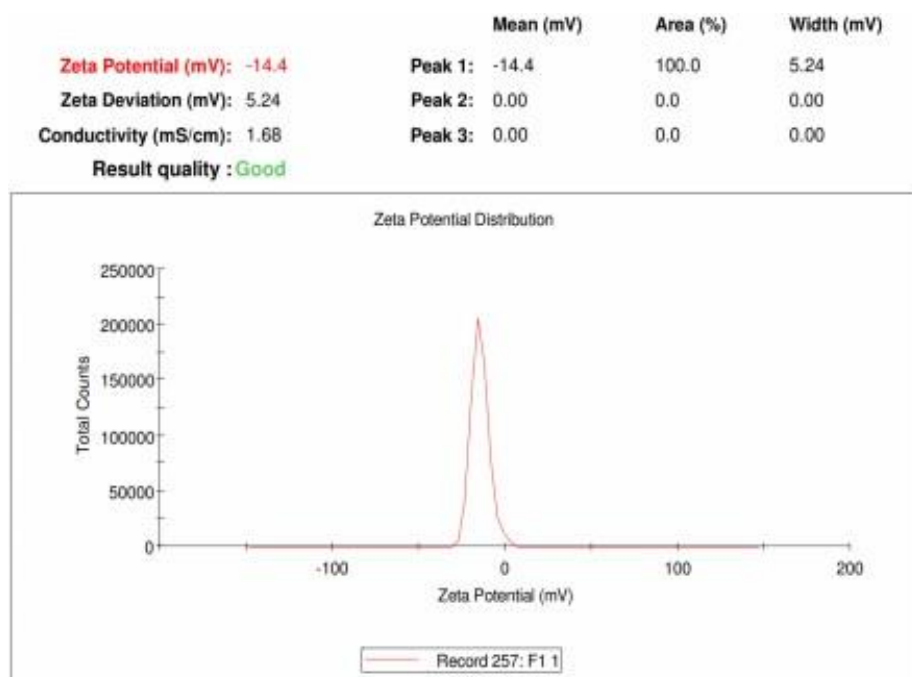 Mean (mV) Area (%) Width (mV)
Zeta Potential (mV): -14.4 Peak 1: -14.4 100.0 5.24
Zeta Deviation (mV): 5.24 Peak 2: 0.00 0.0 0.00
Conductivity (mS/cm): 1.68 Peak 3: 0.00 0.0 0.00
Result quality : Good
Zeta Potential Distribution
250000
200000
150000
100000
50000
0
Total Counts
-100 0 100 200
Zeta Potential (mV)
Record 257: F1 1